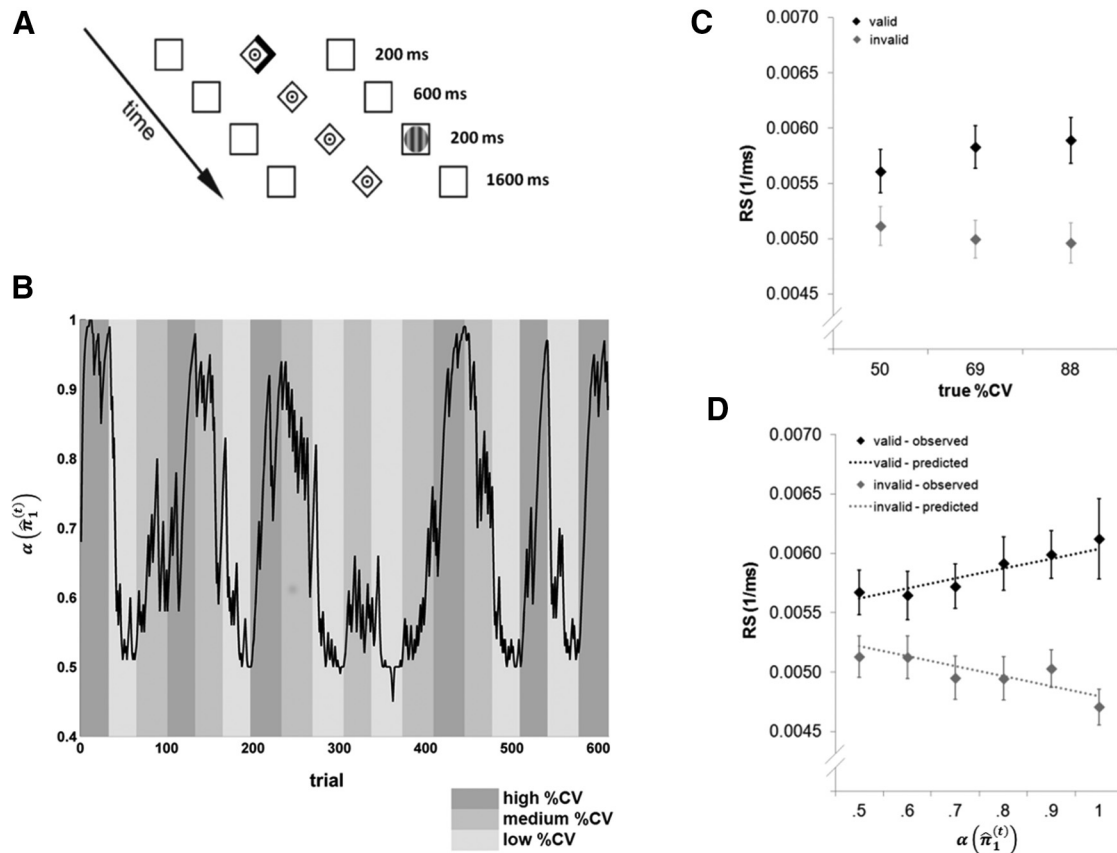 A
200 ms
600 ms
200 ms
1600 ms
time
B
α(π̂₁⁽ᵗ⁾)
1
0.9
0.8
0.7
0.6
0.5
0.4
0 100 200 300 400 500 600
trial
high %CV
medium %CV
low %CV
C
RS (1/ms)
0.0070
0.0065
0.0060
0.0055
0.0050
0.0045
valid
invalid
50 69 88
true %CV
D
RS (1/ms)
0.0070
0.0065
0.0060
0.0055
0.0050
0.0045
valid - observed
valid - predicted
invalid - observed
invalid - predicted
.5 .6 .7 .8 .9 1
α(π̂₁⁽ᵗ⁾)